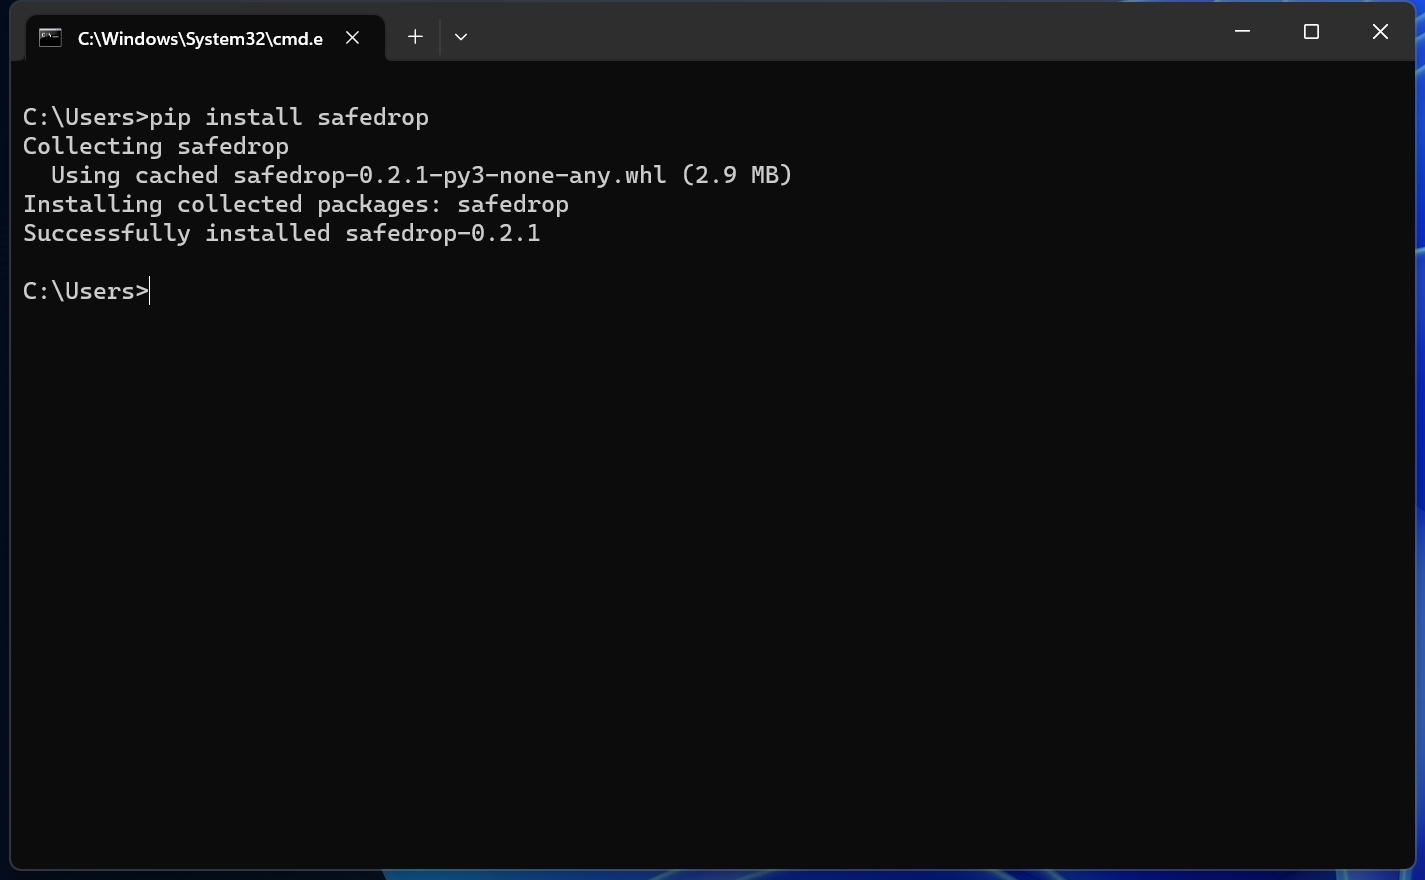 C:\Windows\System32\cmd.e
C:\Users>pip install safedrop
Collecting safedrop
  Using cached safedrop-0.2.1-py3-none-any.whl (2.9 MB)
Installing collected packages: safedrop
Successfully installed safedrop-0.2.1
C:\Users>